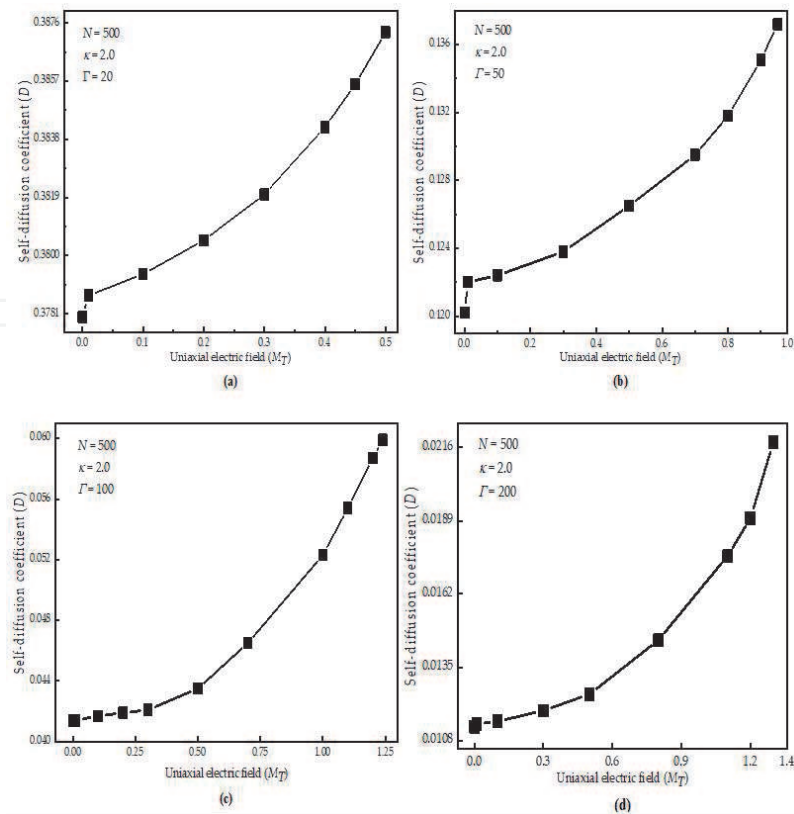 0.3876
0.3857
0.3838
0.3819
0.3800
0.3781
Self-diffusion coefficient (D)
N = 500
κ = 2.0
Γ = 20
0.0 0.1 0.2 0.3 0.4 0.5
Uniaxial electric field (M_T)
(a)
0.136
0.132
0.128
0.124
0.120
Self-diffusion coefficient (D)
N = 500
κ = 2.0
Γ = 50
0.0 0.2 0.4 0.6 0.8 1.0
Uniaxial electric field (M_T)
(b)
0.060
0.056
0.052
0.048
0.044
0.040
Self-diffusion coefficient (D)
N = 500
κ = 2.0
Γ = 100
0.00 0.25 0.50 0.75 1.00 1.25
Uniaxial electric field (M_T)
(c)
0.0216
0.0189
0.0162
0.0135
0.0108
Self-diffusion coefficient (D)
N = 500
κ = 2.0
Γ = 200
0.0 0.3 0.6 0.9 1.2 1.4
Uniaxial electric field (M_T)
(d)